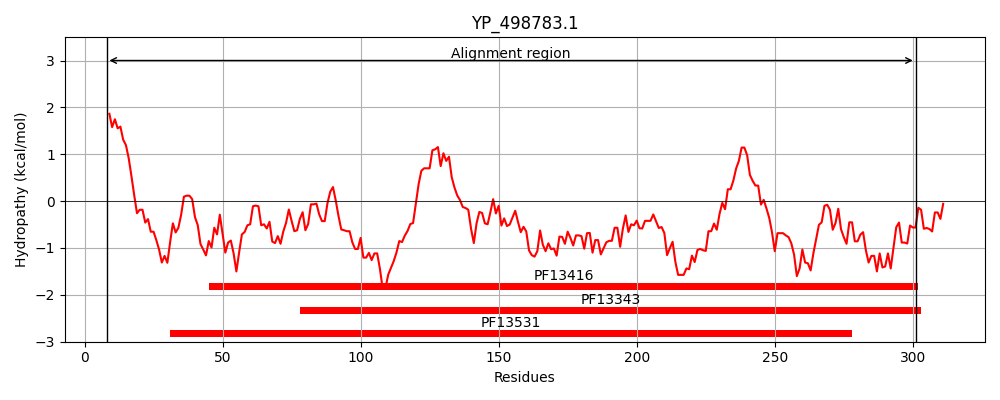 YP_498783.1
Alignment region
Hydropathy (kcal/mol)
3
2
1
0
−1
−2
−3
PF13416
PF13343
PF13531
0 50 100 150 200 250 300
Residues